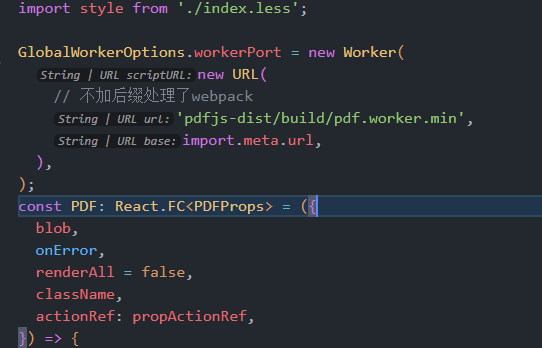 import style from './index.less';
GlobalWorkerOptions.workerPort = new Worker(
String | URL scriptURL: new URL(
// 不加后缀处理了webpack
String | URL url: 'pdfjs-dist/build/pdf.worker.min',
String | URL base: import.meta.url,
),
);
const PDF: React.FC<PDFProps> = ({
blob,
onError,
renderAll = false,
className,
actionRef: propActionRef,
}) => {